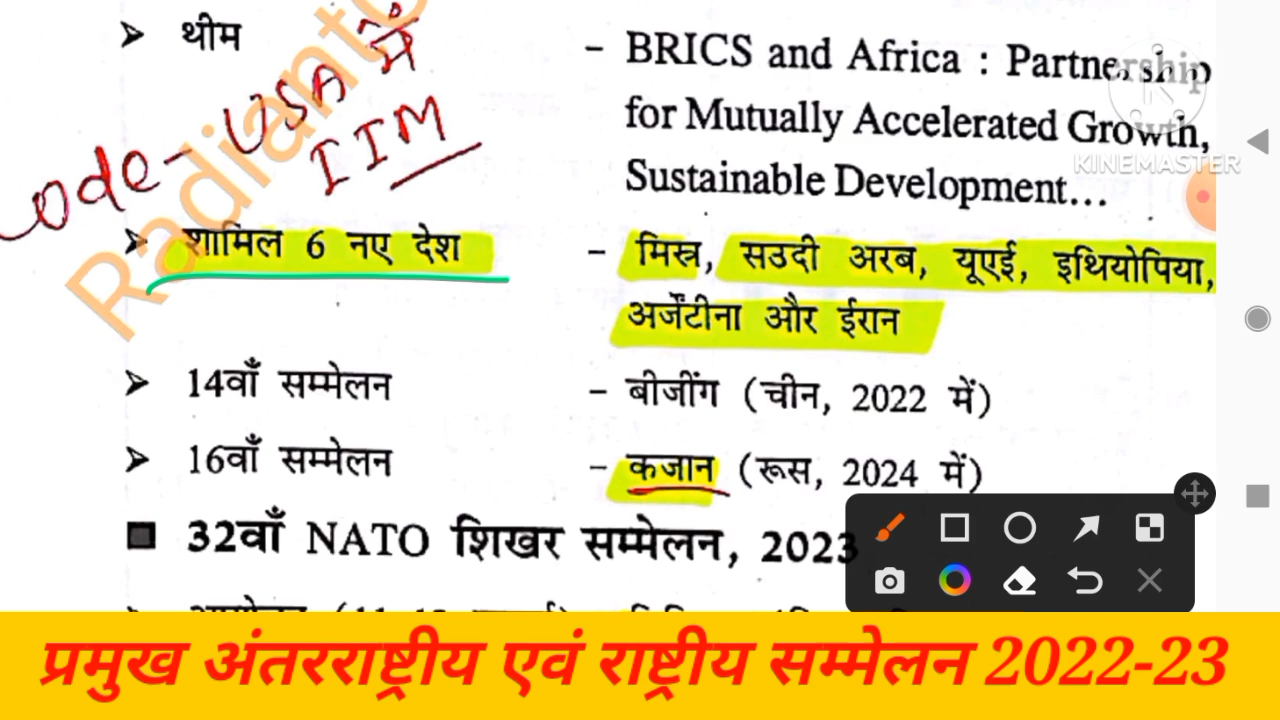 ➤ थीम - BRICS and Africa : Partnership
for Mutually Accelerated Growth,
Sustainable Development...
code- USA में
IIM
Radiant
➤ शामिल 6 नए देश - मिस्र, सउदी अरब, यूएई, इथियोपिया,
अर्जेंटीना और ईरान
➤ 14वाँ सम्मेलन - बीजींग (चीन, 2022 में)
➤ 16वाँ सम्मेलन - कजान (रूस, 2024 में)
■ 32वाँ NATO शिखर सम्मेलन, 2023
KINEMASTER
प्रमुख अंतरराष्ट्रीय एवं राष्ट्रीय सम्मेलन 2022-23